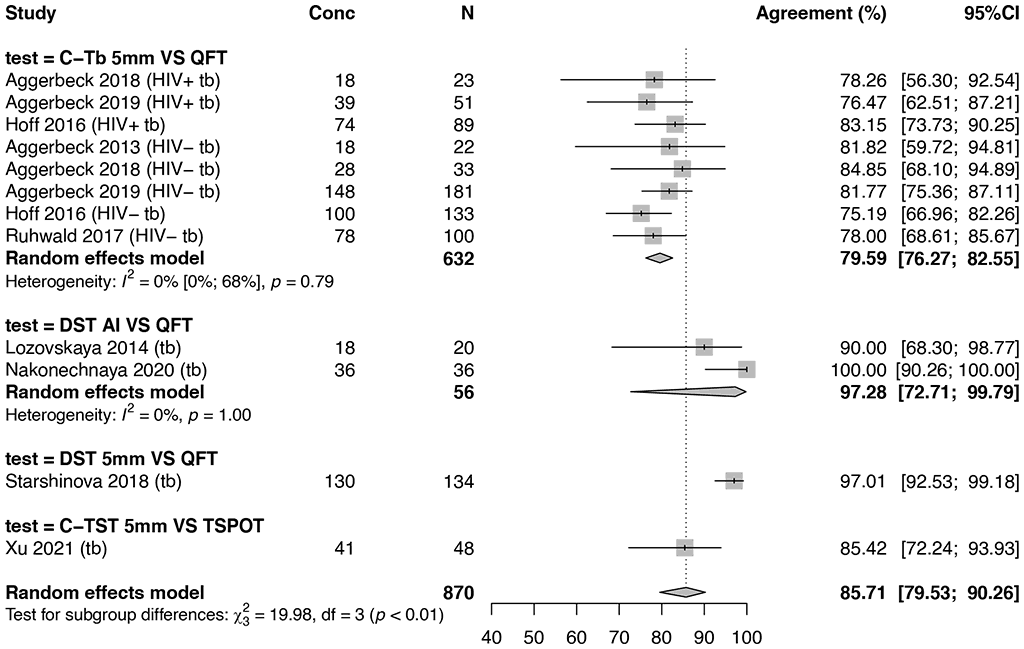 Study Conc N Agreement (%) 95%CI
test = C−Tb 5mm VS QFT
Aggerbeck 2018 (HIV+ tb) 18 23 78.26 [56.30; 92.54]
Aggerbeck 2019 (HIV+ tb) 39 51 76.47 [62.51; 87.21]
Hoff 2016 (HIV+ tb) 74 89 83.15 [73.73; 90.25]
Aggerbeck 2013 (HIV− tb) 18 22 81.82 [59.72; 94.81]
Aggerbeck 2018 (HIV− tb) 28 33 84.85 [68.10; 94.89]
Aggerbeck 2019 (HIV− tb) 148 181 81.77 [75.36; 87.11]
Hoff 2016 (HIV− tb) 100 133 75.19 [66.96; 82.26]
Ruhwald 2017 (HIV− tb) 78 100 78.00 [68.61; 85.67]
Random effects model 632 79.59 [76.27; 82.55]
Heterogeneity: I² = 0% [0%; 68%], p = 0.79
test = DST AI VS QFT
Lozovskaya 2014 (tb) 18 20 90.00 [68.30; 98.77]
Nakonechnaya 2020 (tb) 36 36 100.00 [90.26; 100.00]
Random effects model 56 97.28 [72.71; 99.79]
Heterogeneity: I² = 0%, p = 1.00
test = DST 5mm VS QFT
Starshinova 2018 (tb) 130 134 97.01 [92.53; 99.18]
test = C−TST 5mm VS TSPOT
Xu 2021 (tb) 41 48 85.42 [72.24; 93.93]
Random effects model 870 85.71 [79.53; 90.26]
Test for subgroup differences: χ²₃ = 19.98, df = 3 (p < 0.01)
40 50 60 70 80 90 100